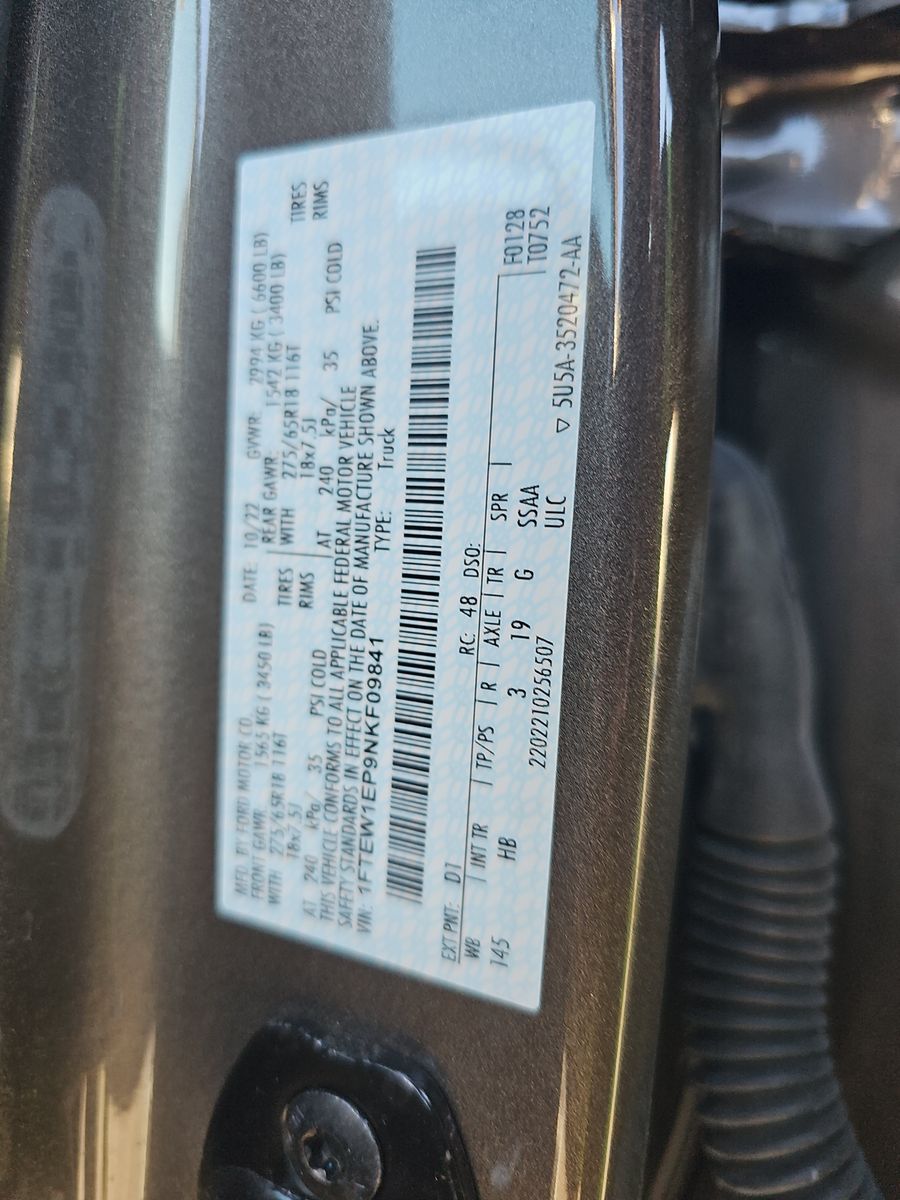 MFD. BY FORD MOTOR CO. DATE: 10/22 GVWR: 2994 KG ( 6600 LB)
FRONT GAWR: 1565 KG ( 3450 LB) REAR GAWR: 1542 KG ( 3400 LB)
WITH 275/65R18 116T TIRES WITH 275/65R18 116T TIRES
18x7.5J RIMS 18x7.5J RIMS
AT 240 kPa/ 35 PSI COLD AT 240 kPa/ 35 PSI COLD
THIS VEHICLE CONFORMS TO ALL APPLICABLE FEDERAL MOTOR VEHICLE
SAFETY STANDARDS IN EFFECT ON THE DATE OF MANUFACTURE SHOWN ABOVE.
VIN: 1FTEW1EP9NKF09841 TYPE: Truck
EXT PNT: D1 RC: 48 DSO: F0128
WB | INT TR | TP/PS | R | AXLE | TR | SPR | T0752
145 HB 3 19 G SSAA
2202210256507 ULC ▽ 5U5A-3520472-AA